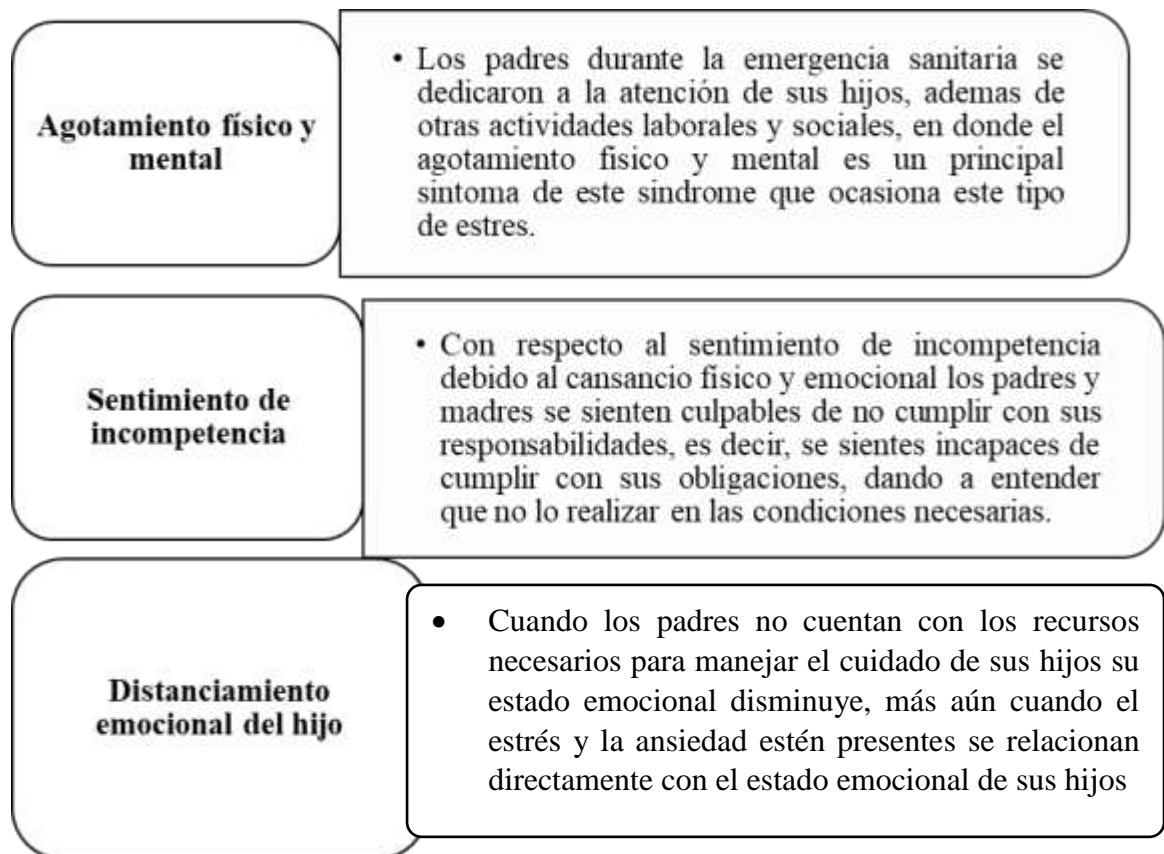 Agotamiento físico y
mental
• Los padres durante la emergencia sanitaria se
dedicaron a la atención de sus hijos, ademas de
otras actividades laborales y sociales, en donde el
agotamiento físico y mental es un principal
sintoma de este sindrome que ocasiona este tipo
de estres.
Sentimiento de
incompetencia
• Con respecto al sentimiento de incompetencia
debido al cansancio físico y emocional los padres y
madres se sienten culpables de no cumplir con sus
responsabilidades, es decir, se sientes incapaces de
cumplir con sus obligaciones, dando a entender
que no lo realizar en las condiciones necesarias.
Distanciamiento
emocional del hijo
• Cuando los padres no cuentan con los recursos
necesarios para manejar el cuidado de sus hijos su
estado emocional disminuye, más aún cuando el
estrés y la ansiedad estén presentes se relacionan
directamente con el estado emocional de sus hijos